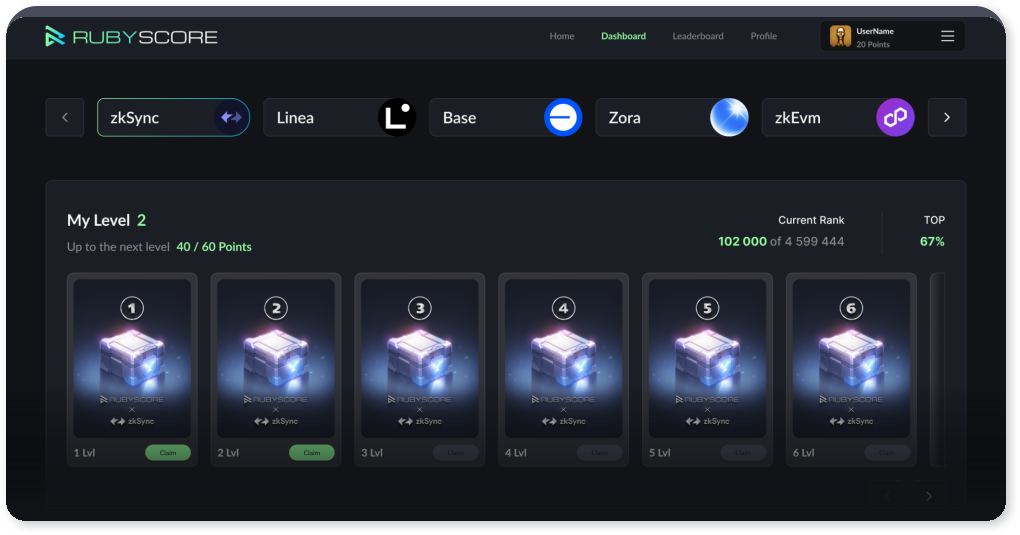 RUBYSCORE
Home Dashboard Leaderboard Profile
UserName
20 Points
zkSync Linea Base Zora zkEvm
My Level 2
Up to the next level 40 / 60 Points
Current Rank
102 000 of 4 599 444
TOP
67%
1 2 3 4 5 6
RUBYSCORE RUBYSCORE RUBYSCORE RUBYSCORE RUBYSCORE RUBYSCORE
× × × × × ×
zkSync zkSync zkSync zkSync zkSync zkSync
1 Lvl Claim 2 Lvl Claim 3 Lvl Claim 4 Lvl Claim 5 Lvl Claim 6 Lvl Claim